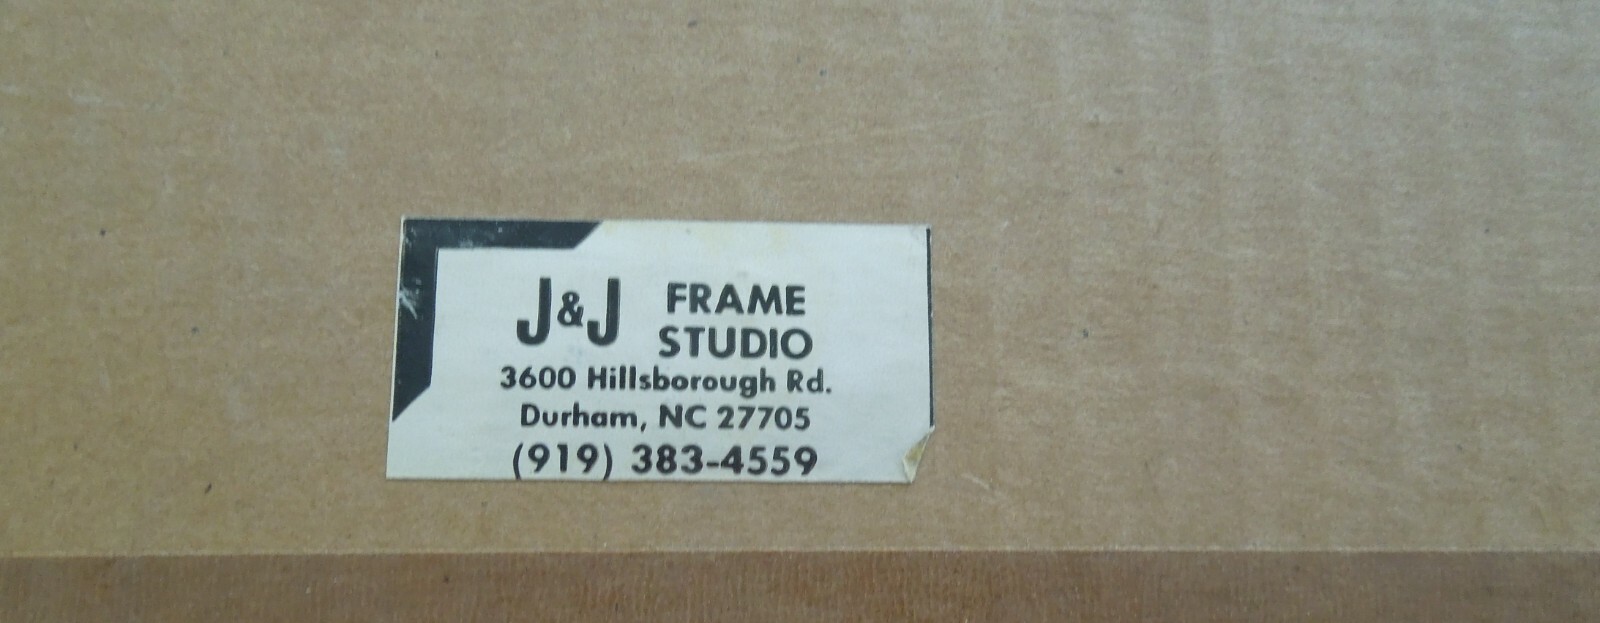 J&J FRAME
STUDIO
3600 Hillsborough Rd.
Durham, NC 27705
(919) 383-4559